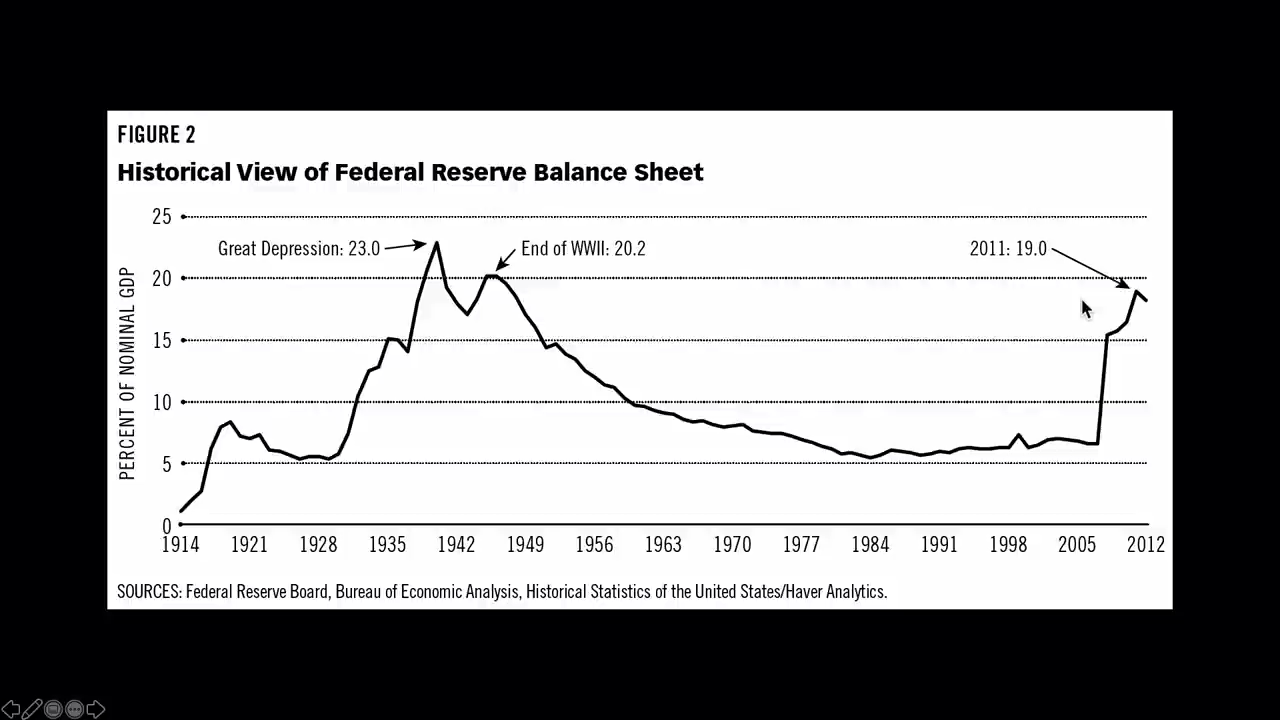 FIGURE 2
Historical View of Federal Reserve Balance Sheet
PERCENT OF NOMINAL GDP
25
20
15
10
5
0
Great Depression: 23.0
End of WWII: 20.2
2011: 19.0
1914 1921 1928 1935 1942 1949 1956 1963 1970 1977 1984 1991 1998 2005 2012
SOURCES: Federal Reserve Board, Bureau of Economic Analysis, Historical Statistics of the United States/Haver Analytics.